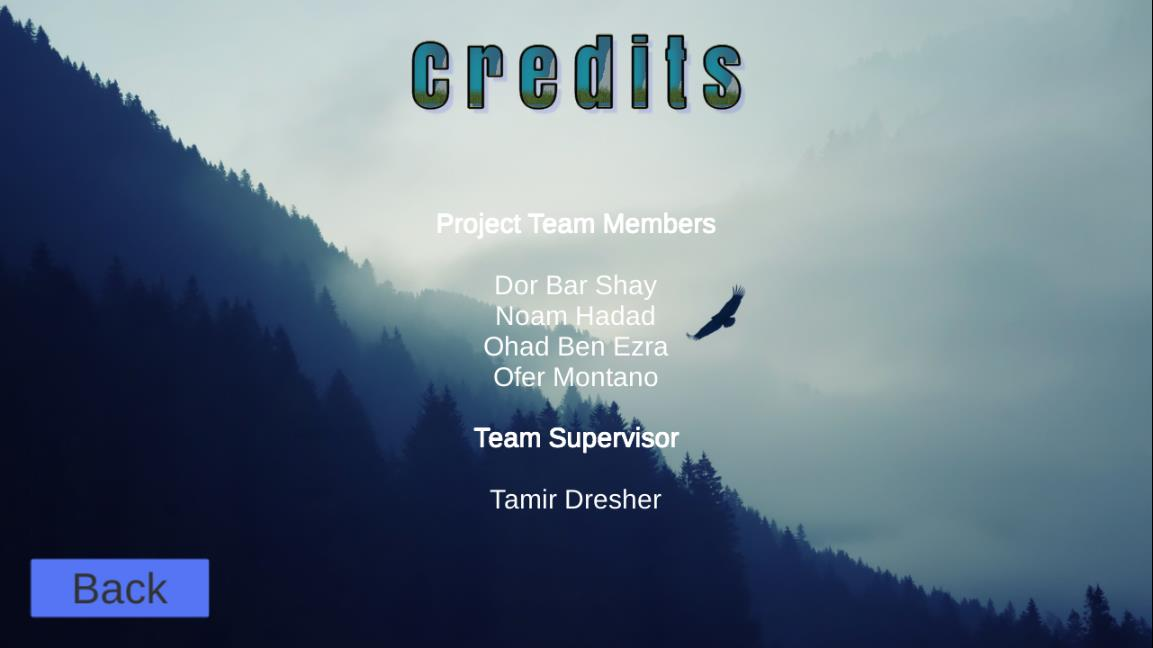 Credits
Project Team Members
Dor Bar Shay
Noam Hadad
Ohad Ben Ezra
Ofer Montano
Team Supervisor
Tamir Dresher
Back